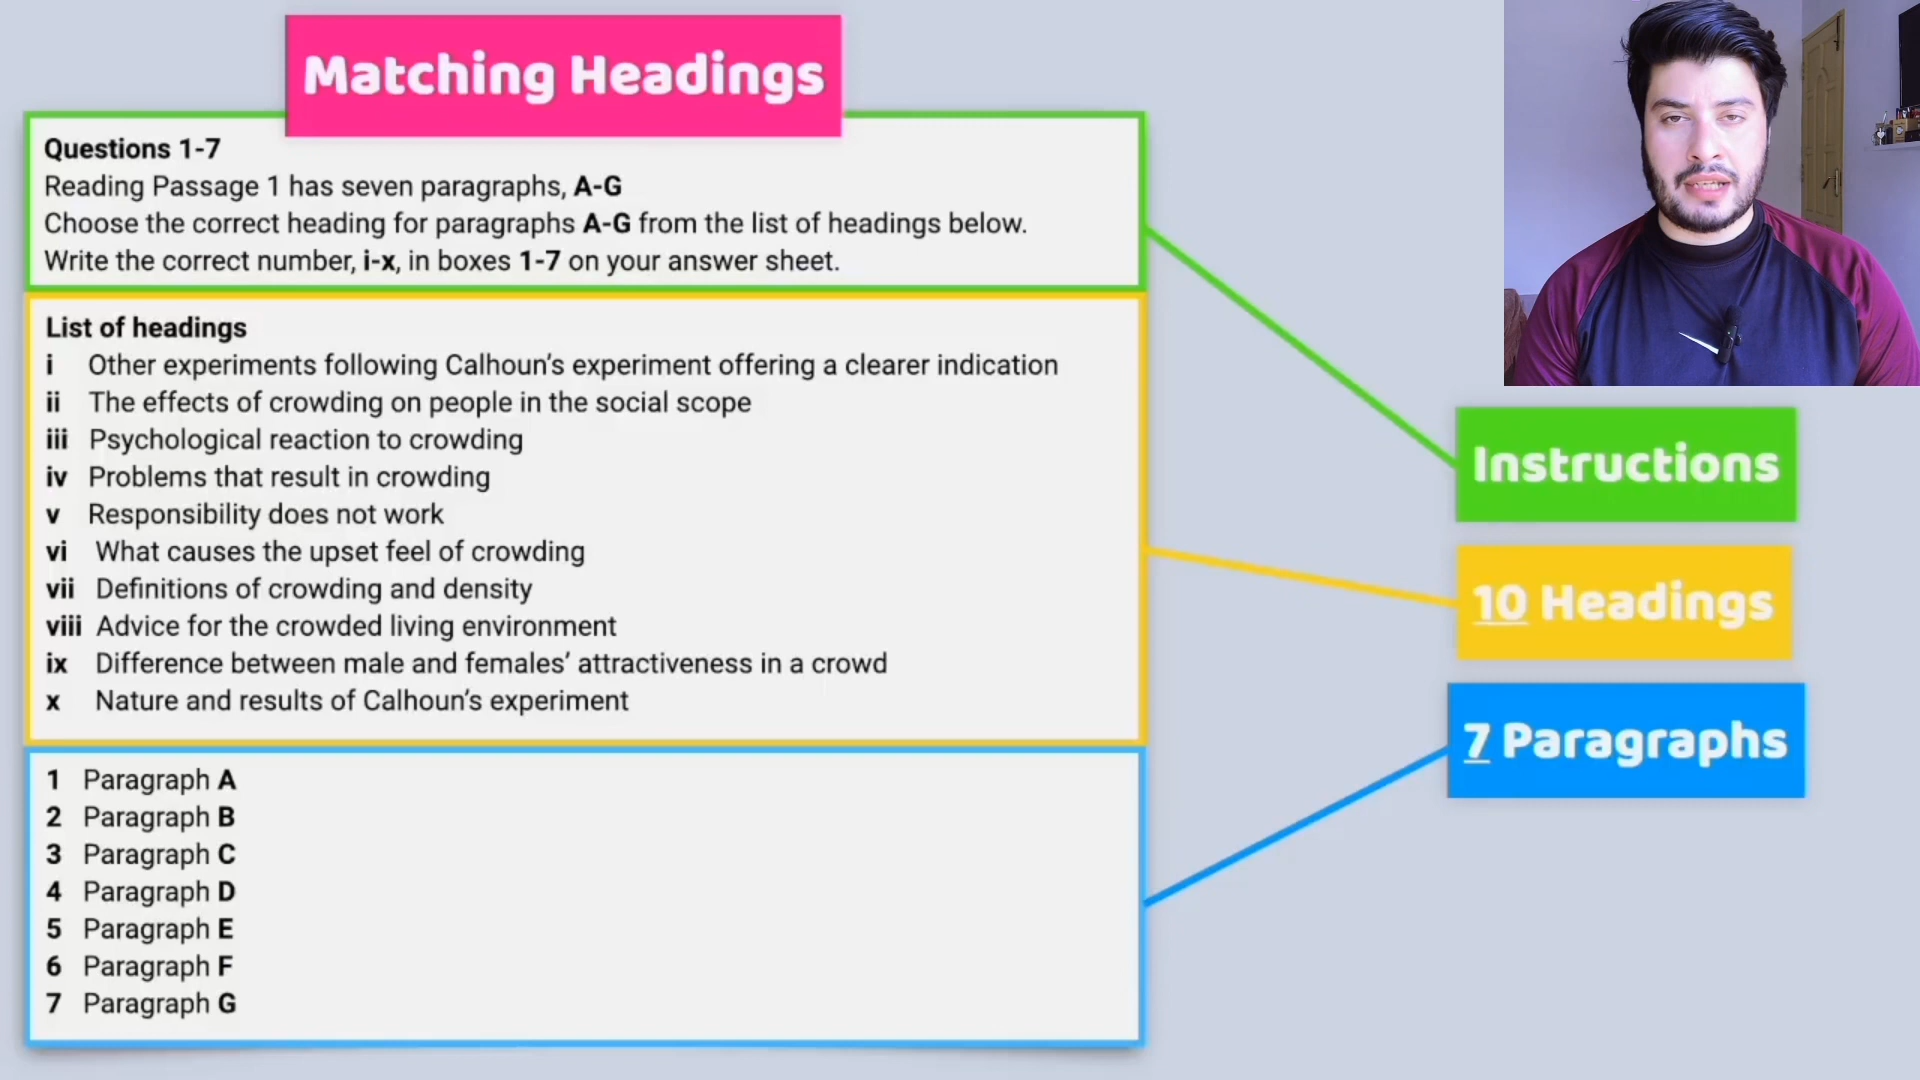 Matching Headings
Questions 1-7
Reading Passage 1 has seven paragraphs, A-G
Choose the correct heading for paragraphs A-G from the list of headings below.
Write the correct number, i-x, in boxes 1-7 on your answer sheet.
List of headings
i Other experiments following Calhoun's experiment offering a clearer indication
ii The effects of crowding on people in the social scope
iii Psychological reaction to crowding
iv Problems that result in crowding
v Responsibility does not work
vi What causes the upset feel of crowding
vii Definitions of crowding and density
viii Advice for the crowded living environment
ix Difference between male and females' attractiveness in a crowd
x Nature and results of Calhoun's experiment
1 Paragraph A
2 Paragraph B
3 Paragraph C
4 Paragraph D
5 Paragraph E
6 Paragraph F
7 Paragraph G
Instructions
10 Headings
7 Paragraphs